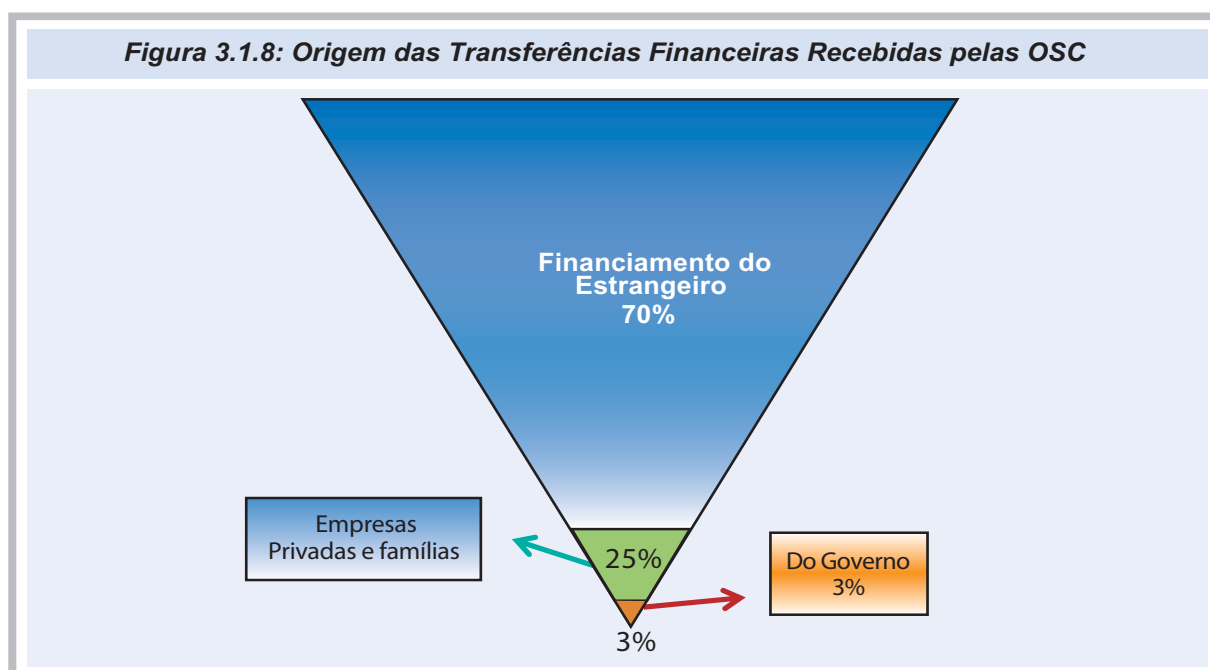 Figura 3.1.8: Origem das Transferências Financeiras Recebidas pelas OSC
Financiamento do
Estrangeiro
70%
Empresas
Privadas e famílias
25%
Do Governo
3%
3%